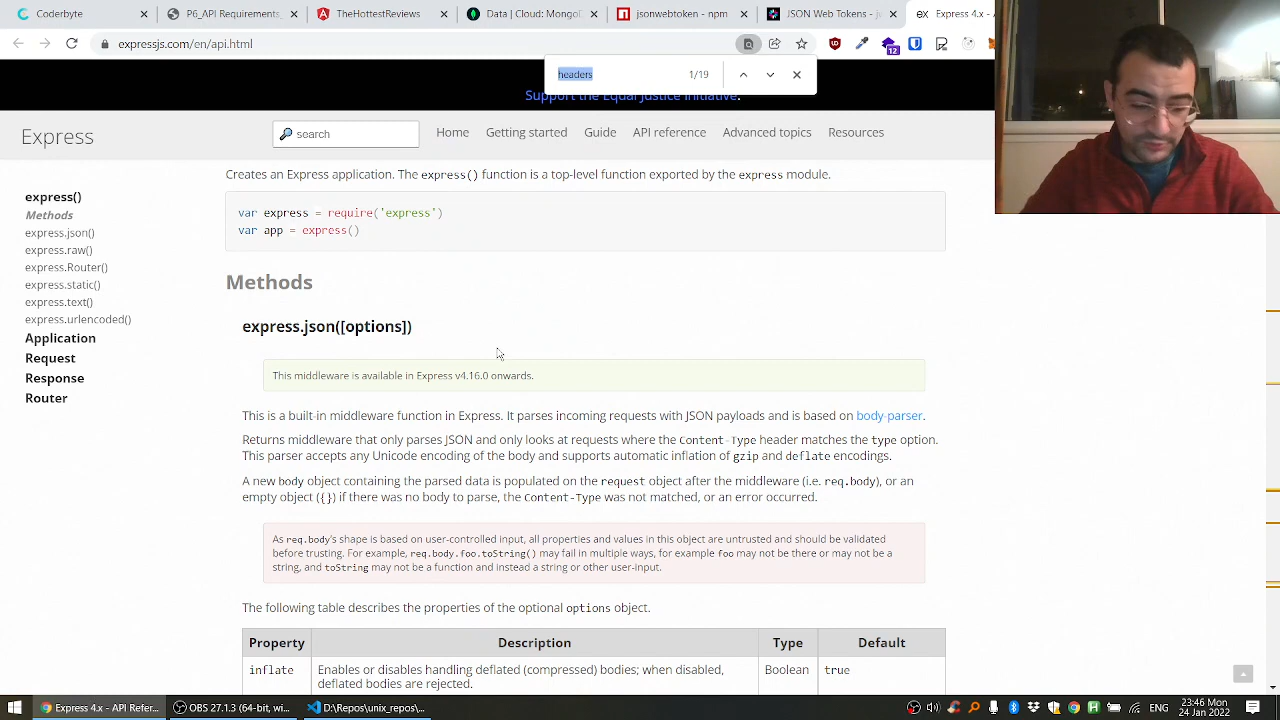 Codebyte
P6_API_Requirements
TheHottestReviews
Data | Cloud: Mongo
jsonwebtoken - npm
JSON Web Tokens - j
Express 4.x - A
expressjs.com/en/api.html
12
headers
1/19
Support the Equal Justice Initiative.
Express
search
Home
Getting started
Guide
API reference
Advanced topics
Resources
express()
Methods
express.json()
express.raw()
express.Router()
express.static()
express.text()
express.urlencoded()
Application
Request
Response
Router
Creates an Express application. The express() function is a top-level function exported by the express module.
var express = require('express')
var app = express()
Methods
express.json([options])
This middleware is available in Express v4.16.0 onwards.
This is a built-in middleware function in Express. It parses incoming requests with JSON payloads and is based on body-parser.
Returns middleware that only parses JSON and only looks at requests where the Content-Type header matches the type option.
This parser accepts any Unicode encoding of the body and supports automatic inflation of gzip and deflate encodings.
A new body object containing the parsed data is populated on the request object after the middleware (i.e. req.body), or an
empty object ({}) if there was no body to parse, the Content-Type was not matched, or an error occurred.
As req.body's shape is based on user-controlled input, all properties and values in this object are untrusted and should be validated
before trusting. For example, req.body.foo.toString() may fail in multiple ways, for example foo may not be there or may not be a
string, and toString may not be a function and instead a string or other user-input.
The following table describes the properties of the optional options object.
Property
Description
Type
Default
inflate
Enables or disables handling deflated (compressed) bodies; when disabled,
deflated bodies are rejected.
Boolean
true
Express 4.x - API Refer...
OBS 27.1.3 (64-bit, wi...
D:\Repos\unix_repos\...
ENG
23:46 Mon
24 Jan 2022